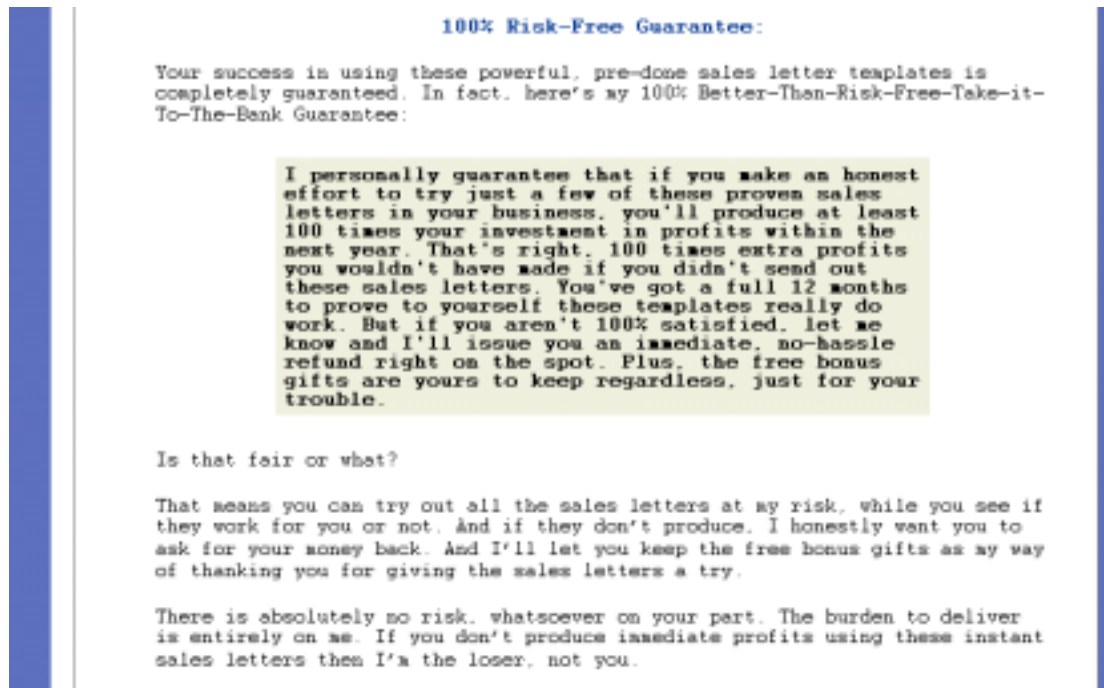 100% Risk-Free Guarantee:
Your success in using these powerful, pre-done sales letter templates is
completely guaranteed. In fact, here's my 100% Better-Than-Risk-Free-Take-it-
To-The-Bank Guarantee:
I personally guarantee that if you make an honest
effort to try just a few of these proven sales
letters in your business, you'll produce at least
100 times your investment in profits within the
next year. That's right, 100 times extra profits
you wouldn't have made if you didn't send out
these sales letters. You've got a full 12 months
to prove to yourself these templates really do
work. But if you aren't 100% satisfied, let me
know and I'll issue you an immediate, no-hassle
refund right on the spot. Plus, the free bonus
gifts are yours to keep regardless, just for your
trouble.
Is that fair or what?
That means you can try out all the sales letters at my risk, while you see if
they work for you or not. And if they don't produce, I honestly want you to
ask for your money back. And I'll let you keep the free bonus gifts as my way
of thanking you for giving the sales letters a try.
There is absolutely no risk, whatsoever on your part. The burden to deliver
is entirely on me. If you don't produce immediate profits using these instant
sales letters then I'm the loser, not you.